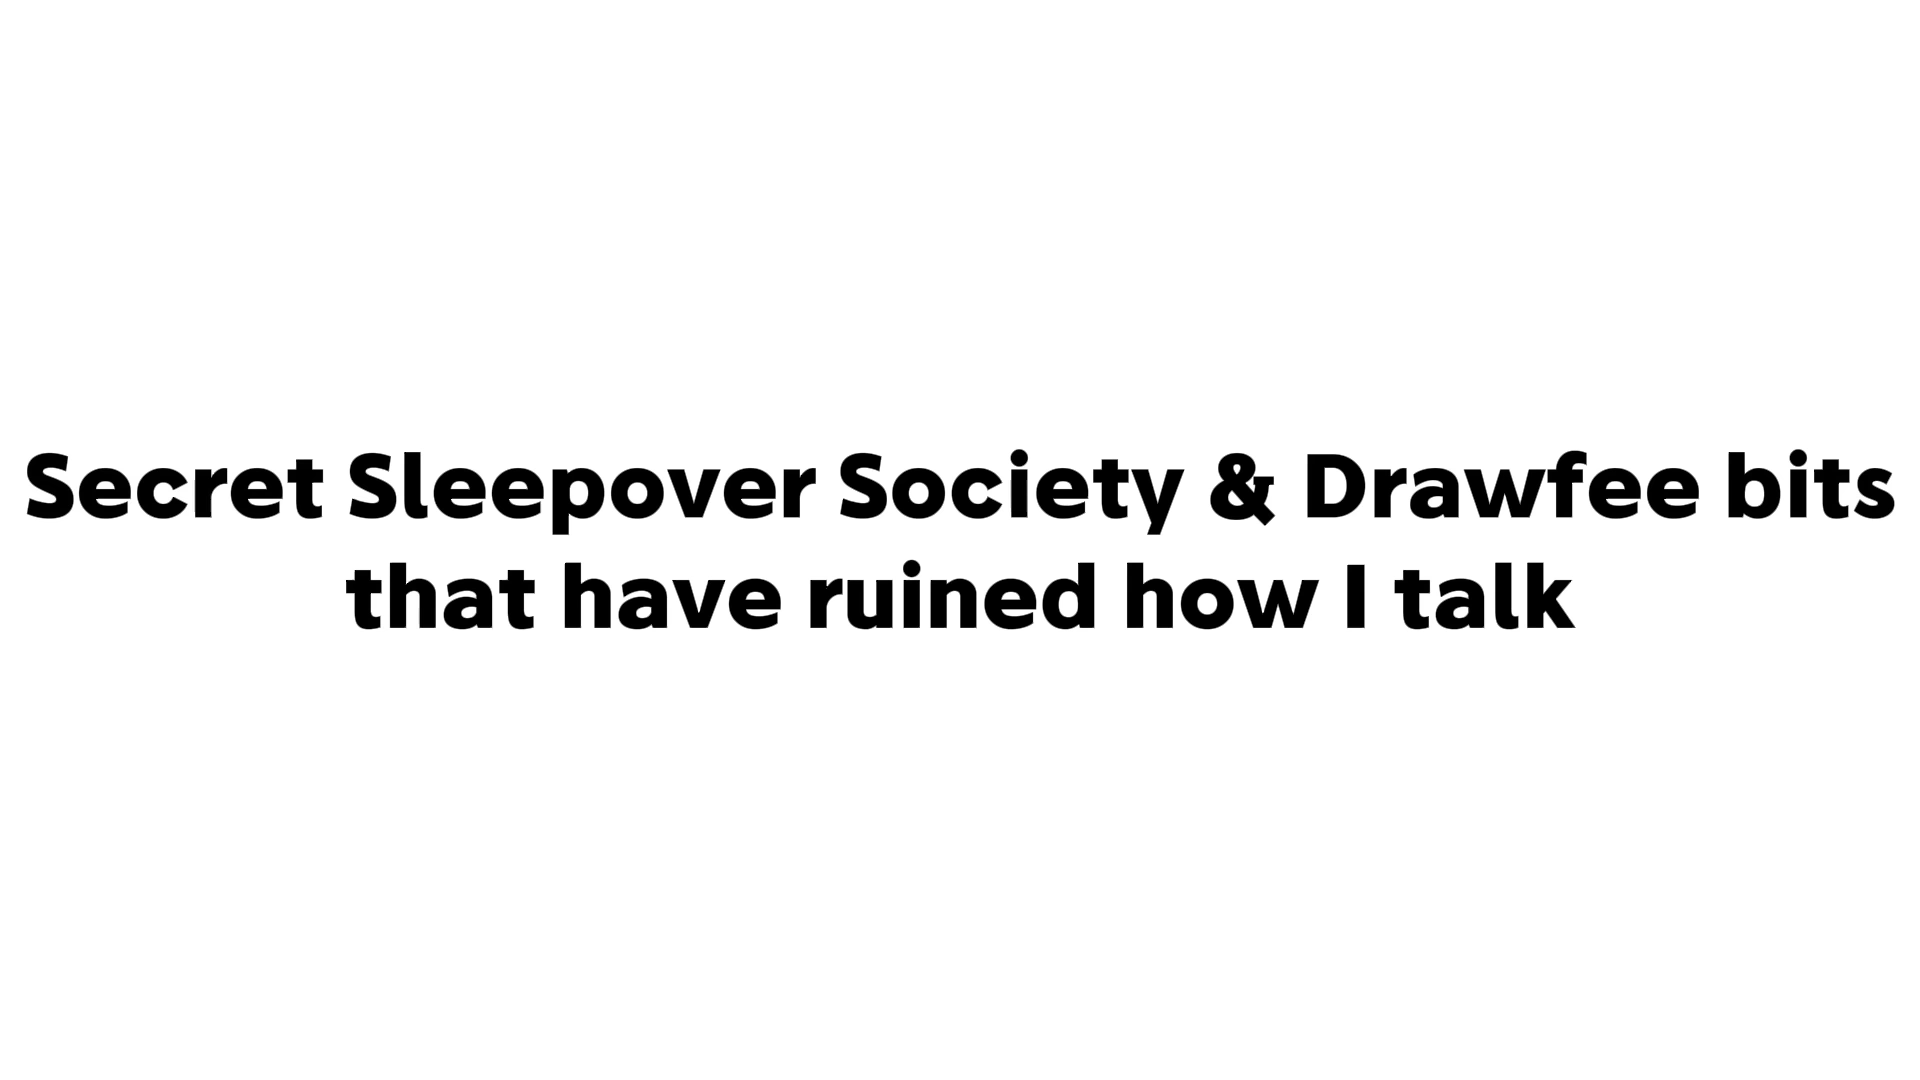 Secret Sleepover Society & Drawfee bits
that have ruined how I talk